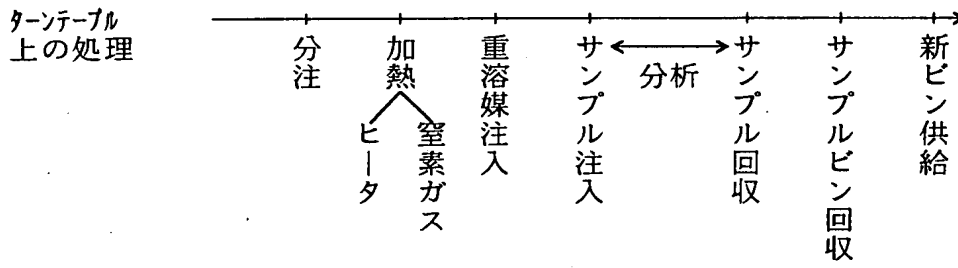 ターンテーブル
上の処理
分注
加熱
ヒータ
窒素ガス
重溶媒注入
サンプル注入
分析
サンプル回収
サンプルビン回収
新ビン供給